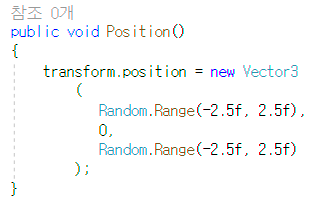 참조 0개
public void Position()
{
transform.position = new Vector3
(
Random.Range(-2.5f, 2.5f),
0,
Random.Range(-2.5f, 2.5f)
);
}